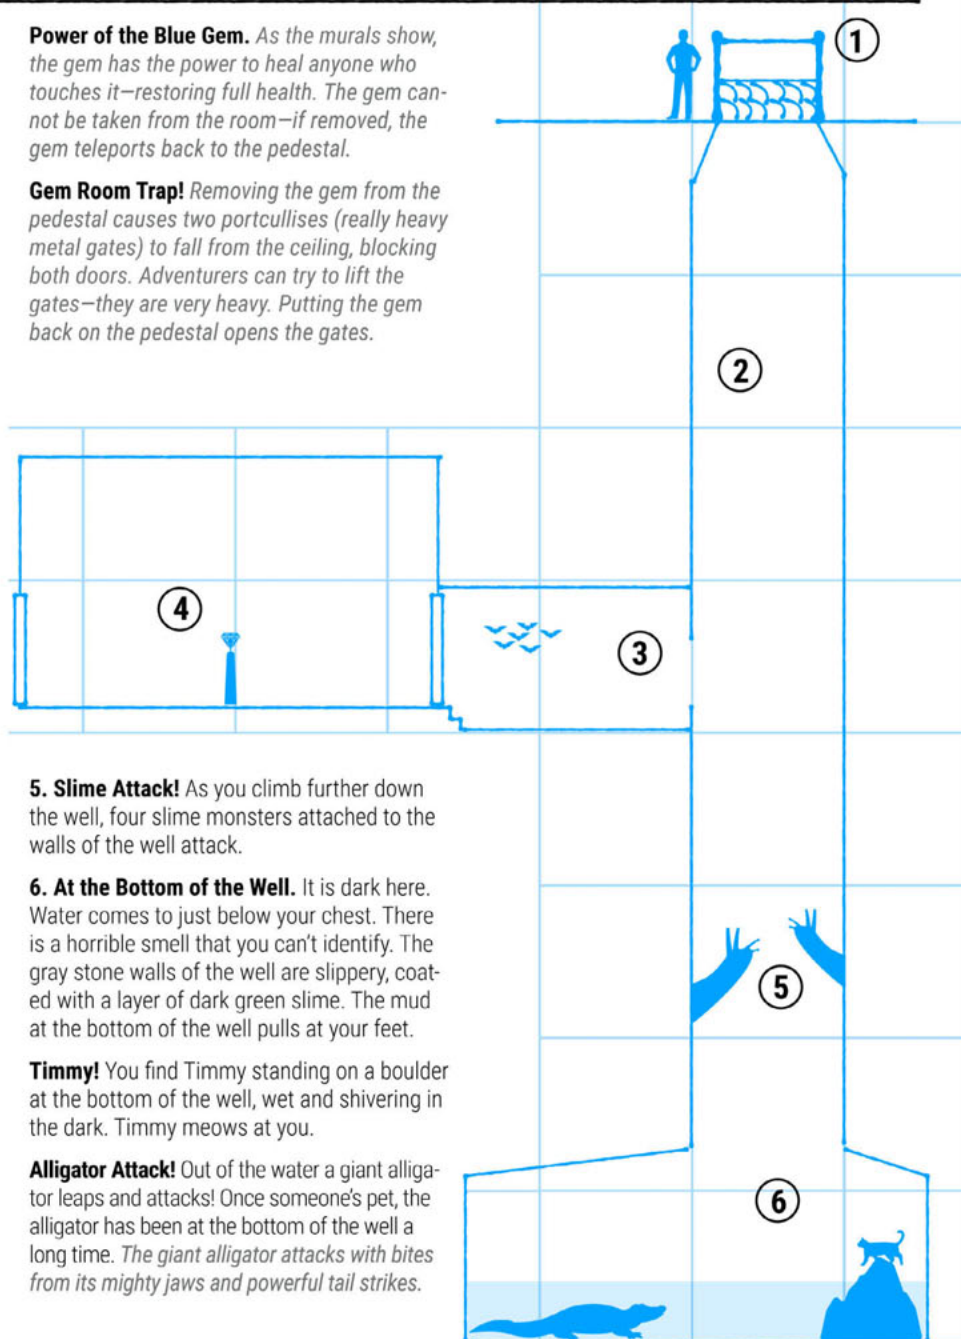 Power of the Blue Gem. As the murals show,
the gem has the power to heal anyone who
touches it—restoring full health. The gem can-
not be taken from the room—if removed, the
gem teleports back to the pedestal.
Gem Room Trap! Removing the gem from the
pedestal causes two portcullises (really heavy
metal gates) to fall from the ceiling, blocking
both doors. Adventurers can try to lift the
gates—they are very heavy. Putting the gem
back on the pedestal opens the gates.
1
2
4
3
5. Slime Attack! As you climb further down
the well, four slime monsters attached to the
walls of the well attack.
6. At the Bottom of the Well. It is dark here.
Water comes to just below your chest. There
is a horrible smell that you can't identify. The
gray stone walls of the well are slippery, coat-
ed with a layer of dark green slime. The mud
at the bottom of the well pulls at your feet.
Timmy! You find Timmy standing on a boulder
at the bottom of the well, wet and shivering in
the dark. Timmy meows at you.
Alligator Attack! Out of the water a giant alliga-
tor leaps and attacks! Once someone's pet, the
alligator has been at the bottom of the well a
long time. The giant alligator attacks with bites
from its mighty jaws and powerful tail strikes.
5
6